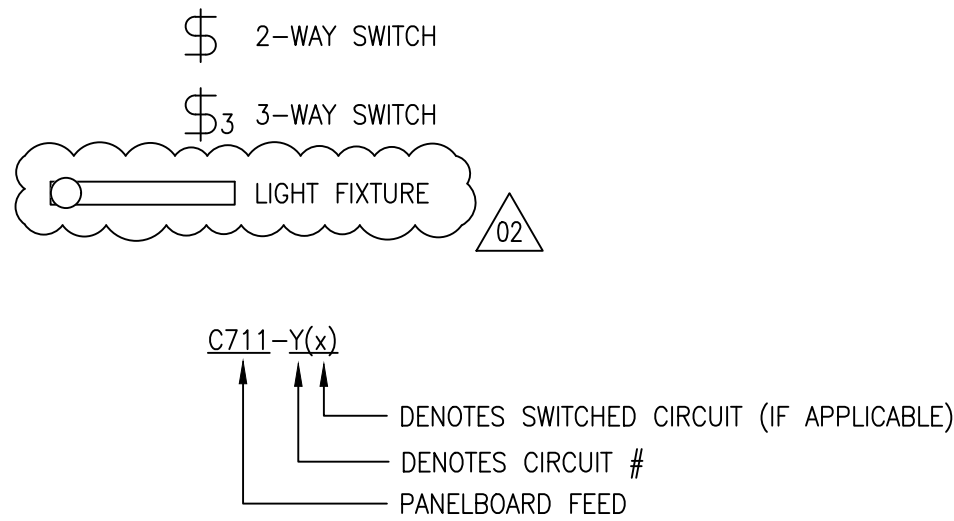 $ 2-WAY SWITCH
$3 3-WAY SWITCH
LIGHT FIXTURE
02
C711-Y(x)
DENOTES SWITCHED CIRCUIT (IF APPLICABLE)
DENOTES CIRCUIT #
PANELBOARD FEED